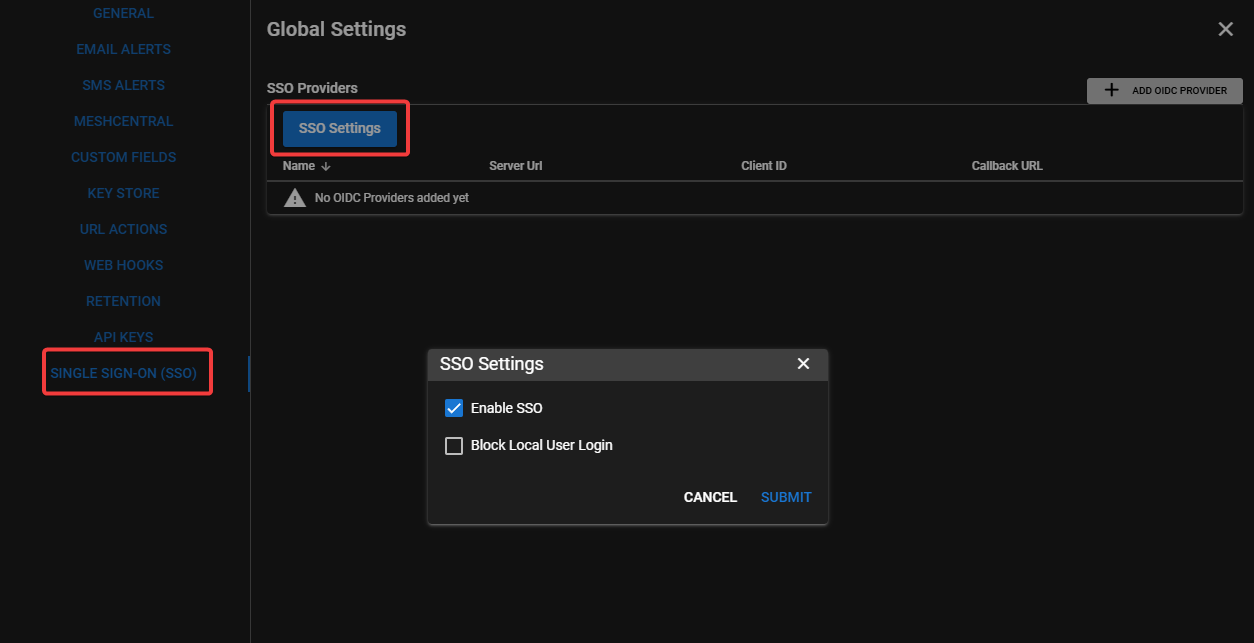 GENERAL
EMAIL ALERTS
SMS ALERTS
MESHCENTRAL
CUSTOM FIELDS
KEY STORE
URL ACTIONS
WEB HOOKS
RETENTION
API KEYS
SINGLE SIGN-ON (SSO)
Global Settings
SSO Providers
ADD OIDC PROVIDER
SSO Settings
Name Server Url Client ID Callback URL
No OIDC Providers added yet
SSO Settings
Enable SSO
Block Local User Login
CANCEL SUBMIT